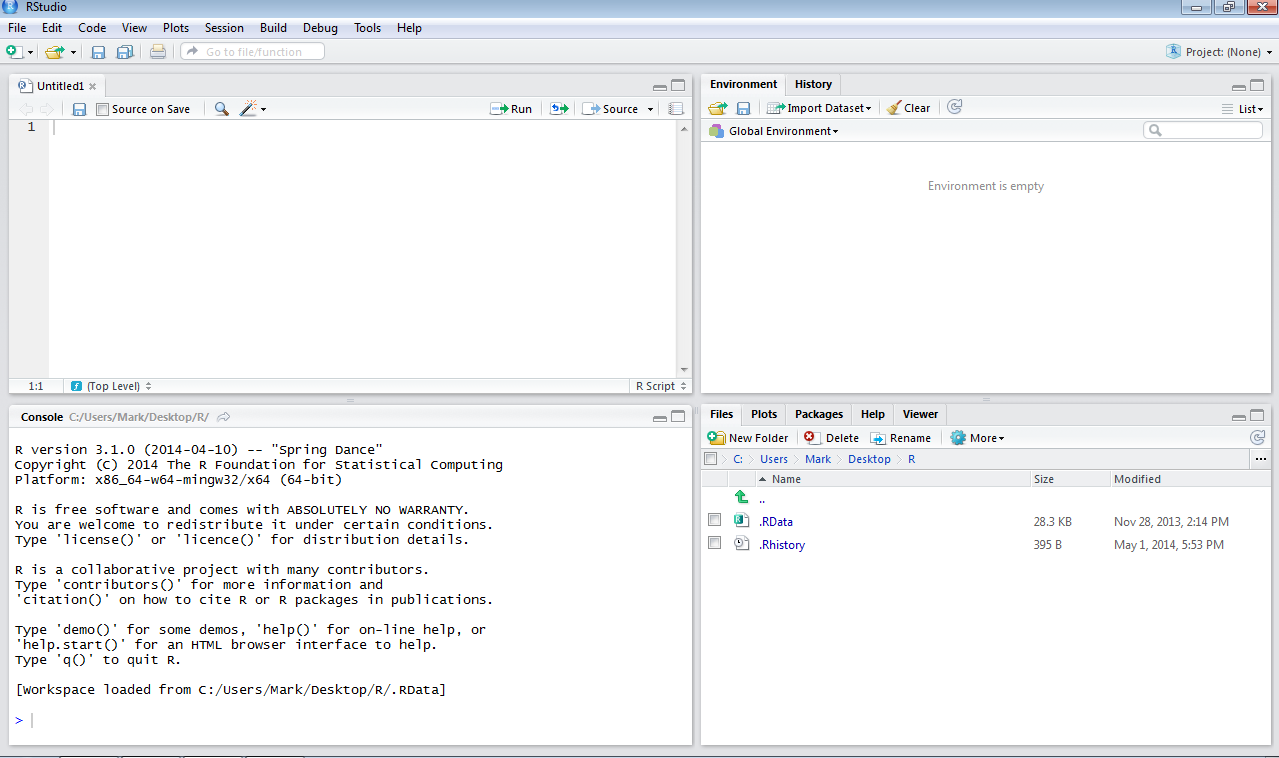 RStudio
File Edit Code View Plots Session Build Debug Tools Help
Go to file/function
Project: (None)
Untitled1
Source on Save
Run
Source
1
1:1
(Top Level)
R Script
Console C:/Users/Mark/Desktop/R/
R version 3.1.0 (2014-04-10) -- "Spring Dance"
Copyright (C) 2014 The R Foundation for Statistical Computing
Platform: x86_64-w64-mingw32/x64 (64-bit)
R is free software and comes with ABSOLUTELY NO WARRANTY.
You are welcome to redistribute it under certain conditions.
Type 'license()' or 'licence()' for distribution details.
R is a collaborative project with many contributors.
Type 'contributors()' for more information and
'citation()' on how to cite R or R packages in publications.
Type 'demo()' for some demos, 'help()' for on-line help, or
'help.start()' for an HTML browser interface to help.
Type 'q()' to quit R.
[Workspace loaded from C:/Users/Mark/Desktop/R/.RData]
>
Environment History
Import Dataset Clear List
Global Environment
Environment is empty
Files Plots Packages Help Viewer
New Folder Delete Rename More
C: Users Mark Desktop R ...
Name Size Modified
..
.RData 28.3 KB Nov 28, 2013, 2:14 PM
.Rhistory 395 B May 1, 2014, 5:53 PM